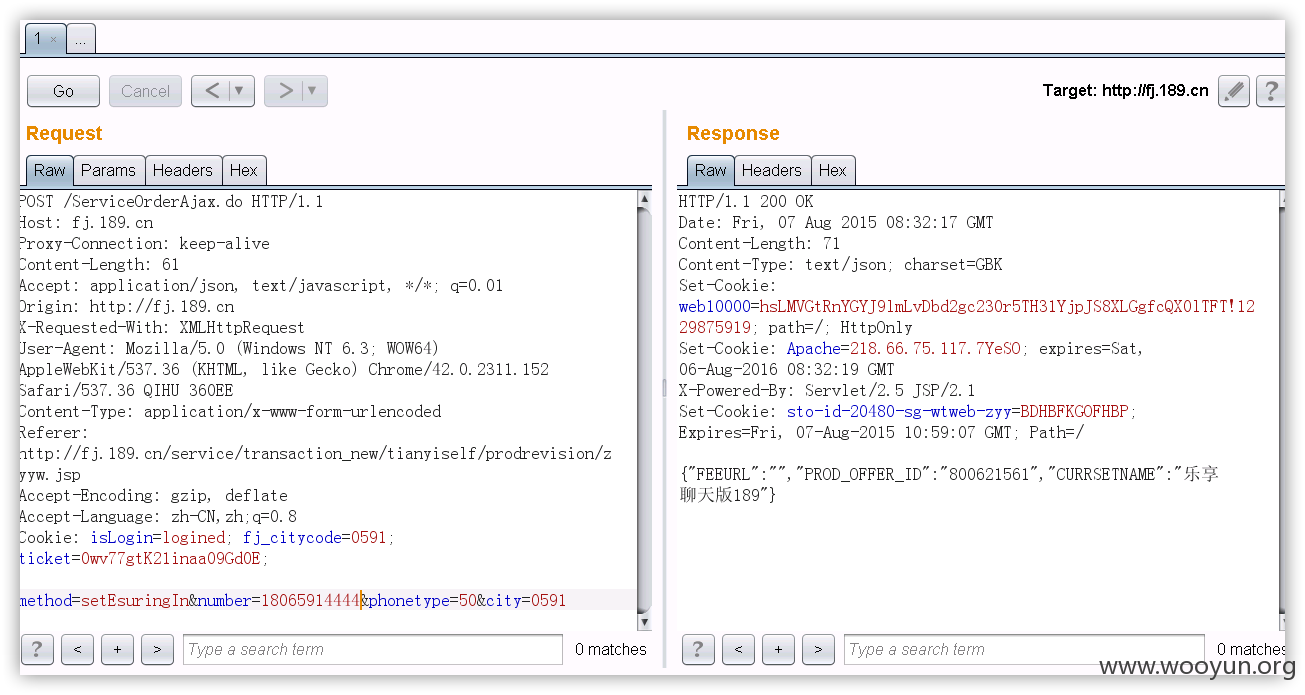 1 ×
...
Go
Cancel
<
>
Target: http://fj.189.cn
?
Request
Raw
Params
Headers
Hex
POST /ServiceOrderAjax.do HTTP/1.1
Host: fj.189.cn
Proxy-Connection: keep-alive
Content-Length: 61
Accept: application/json, text/javascript, */*; q=0.01
Origin: http://fj.189.cn
X-Requested-With: XMLHttpRequest
User-Agent: Mozilla/5.0 (Windows NT 6.3; WOW64)
AppleWebKit/537.36 (KHTML, like Gecko) Chrome/42.0.2311.152
Safari/537.36 QIHU 360EE
Content-Type: application/x-www-form-urlencoded
Referer:
http://fj.189.cn/service/transaction_new/tianyiself/prodrevision/z
yyw.jsp
Accept-Encoding: gzip, deflate
Accept-Language: zh-CN,zh;q=0.8
Cookie: isLogin=logined; fj_citycode=0591;
ticket=0wv77gtK21inaa09Gd0E;
method=setEsuringIn&number=18065914444&phonetype=50&city=0591
?
<
+
>
Type a search term
0 matches
Response
Raw
Headers
Hex
HTTP/1.1 200 OK
Date: Fri, 07 Aug 2015 08:32:17 GMT
Content-Length: 71
Content-Type: text/json; charset=GBK
Set-Cookie:
web10000=hsLMVGtRnYGYJ91mLvDbd2gc230r5TH31YjpJS8XLGgfcQX01TFT!12
29875919; path=/; HttpOnly
Set-Cookie: Apache=218.66.75.117.7YeSO; expires=Sat,
06-Aug-2016 08:32:19 GMT
X-Powered-By: Servlet/2.5 JSP/2.1
Set-Cookie: sto-id-20480-sg-wtweb-zyy=BDHBFKGOFHBP;
Expires=Fri, 07-Aug-2015 10:59:07 GMT; Path=/
{"FEEURL":"","PROD_OFFER_ID":"800621561","CURRSETNAME":"乐享
聊天版189"}
?
<
+
>
Type a search term
0 matches
www.wooyun.org